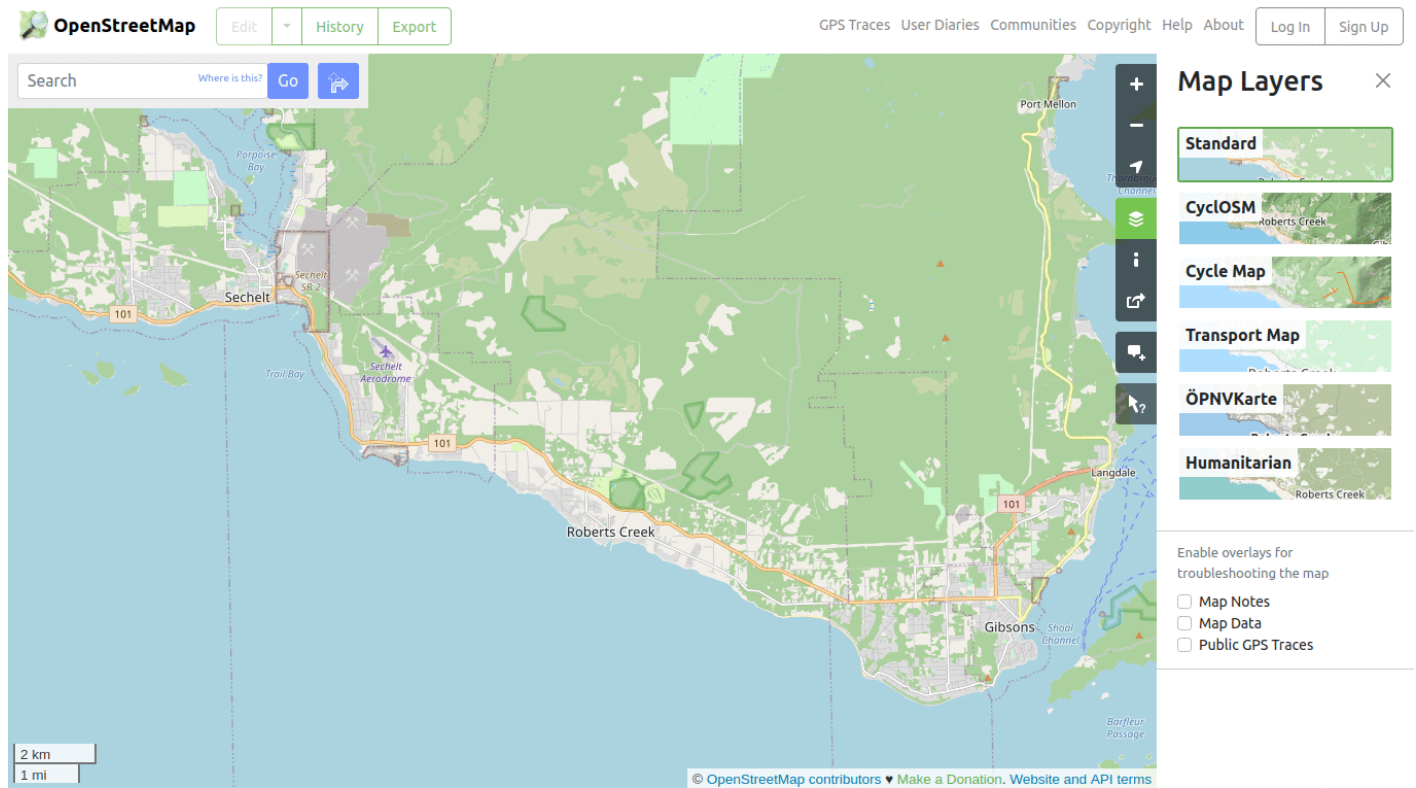 OpenStreetMap
Edit
History
Export
GPS Traces
User Diaries
Communities
Copyright
Help
About
Log In
Sign Up
Search
Where is this?
Go
Port Mellon
Porpoise
Bay
Channel
Sechelt
SB 2
Sechelt
101
Trail Bay
Sechelt
Aerodrome
101
Langdale
101
Roberts Creek
Gibsons
Shoal
Channel
Barfleur
Passage
2 km
1 mi
© OpenStreetMap contributors ♥ Make a Donation. Website and API terms
Map Layers
Standard
CyclOSM
Roberts Creek
Cycle Map
Transport Map
ÖPNVKarte
Humanitarian
Roberts Creek
Enable overlays for
troubleshooting the map
Map Notes
Map Data
Public GPS Traces